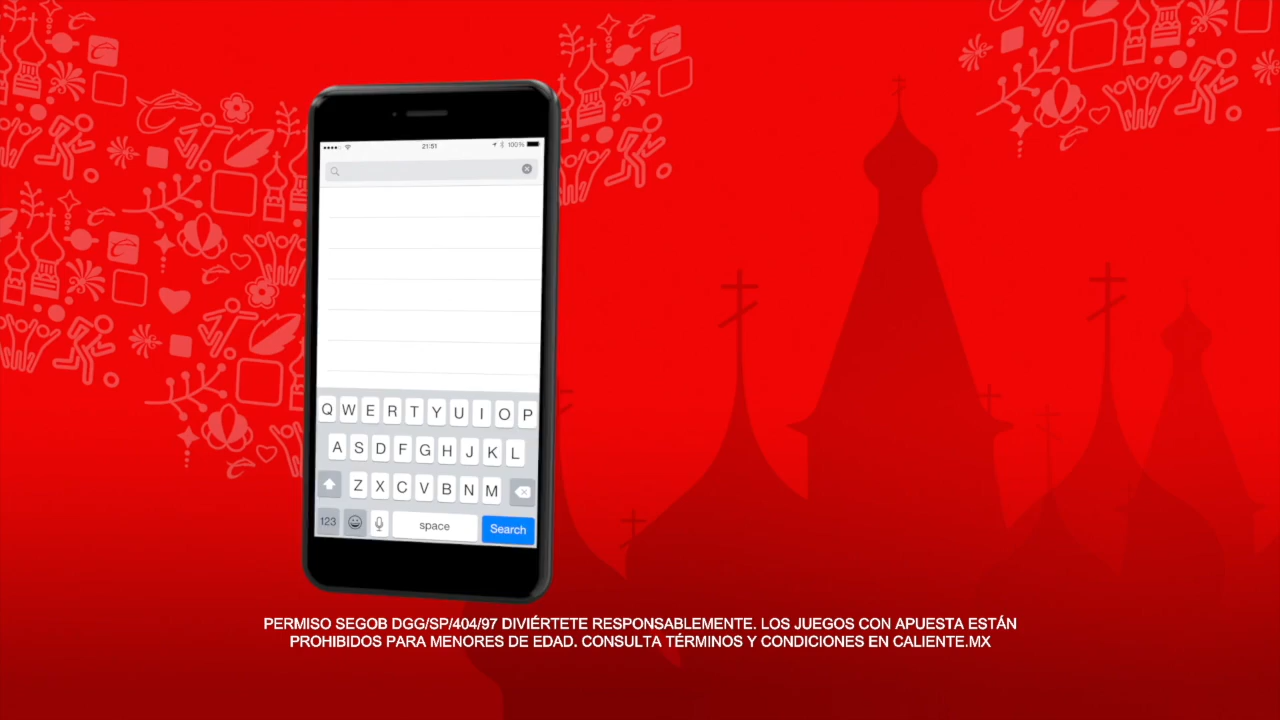 21:51 100%
Q W E R T Y U I O P
A S D F G H J K L
Z X C V B N M
123 space Search
PERMISO SEGOB DGG/SP/404/97 DIVIÉRTETE RESPONSABLEMENTE. LOS JUEGOS CON APUESTA ESTÁN
PROHIBIDOS PARA MENORES DE EDAD. CONSULTA TÉRMINOS Y CONDICIONES EN CALIENTE.MX